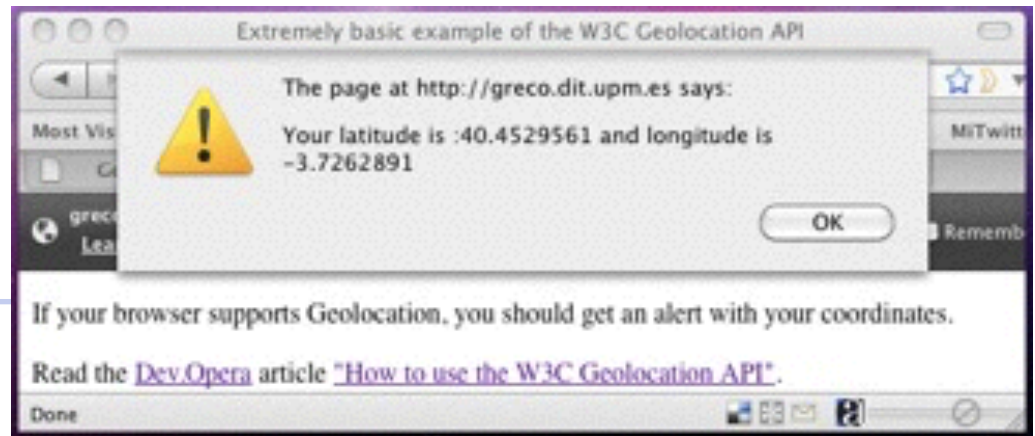 Extremely basic example of the W3C Geolocation API
The page at http://greco.dit.upm.es says:
Your latitude is :40.4529561 and longitude is
-3.7262891
OK
Most Vis
MiTwitt
greco
Lea
Rememb
If your browser supports Geolocation, you should get an alert with your coordinates.
Read the Dev.Opera article "How to use the W3C Geolocation API".
Done